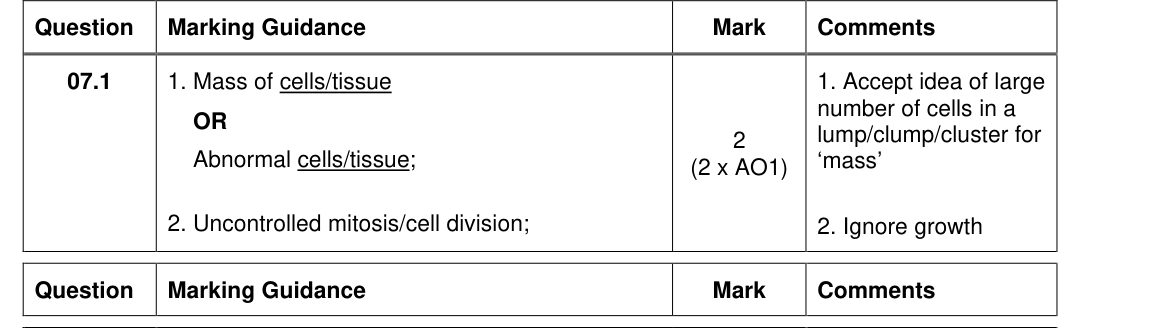 Question Marking Guidance Mark Comments
07.1
1. Mass of cells/tissue
OR
Abnormal cells/tissue;
2. Uncontrolled mitosis/cell division;
2
(2 x AO1)
1. Accept idea of large
number of cells in a
lump/clump/cluster for
‘mass’
2. Ignore growth
Question Marking Guidance Mark Comments